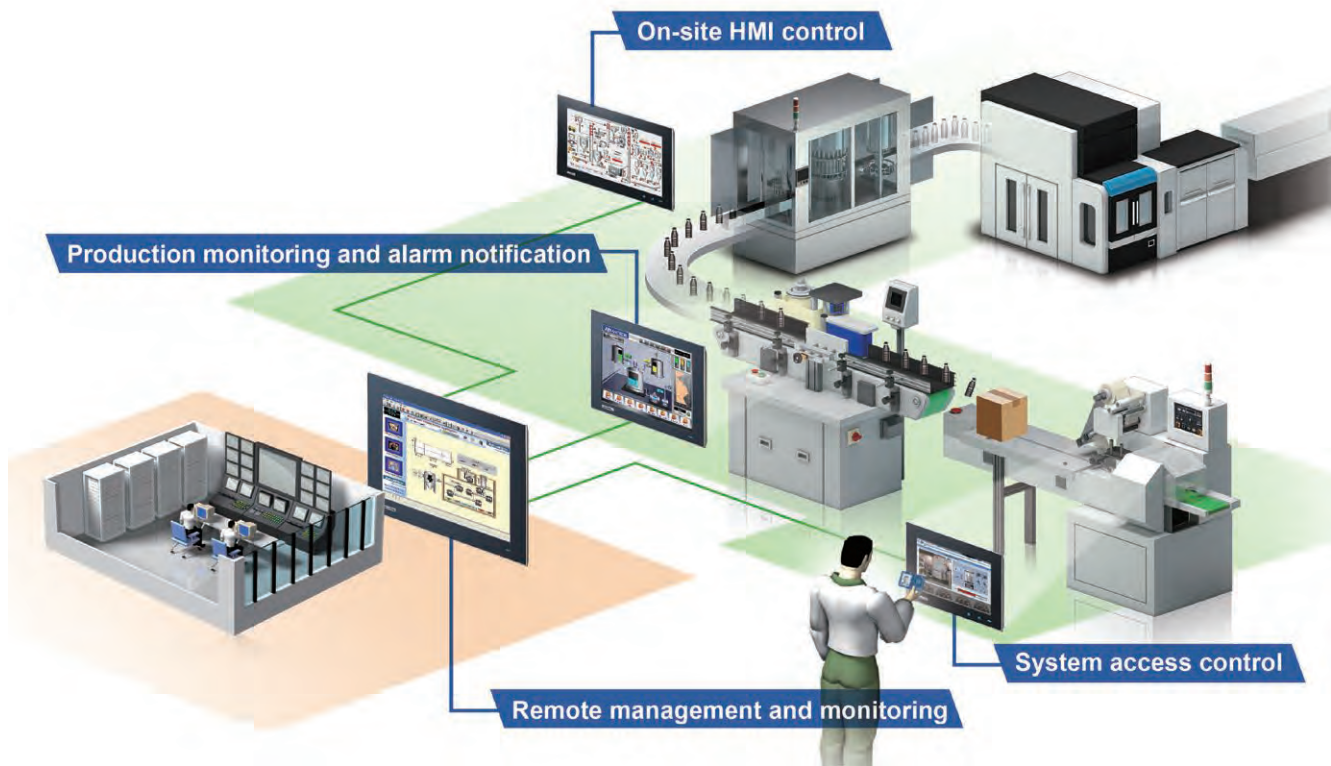 On-site HMI control
Production monitoring and alarm notification
System access control
Remote management and monitoring